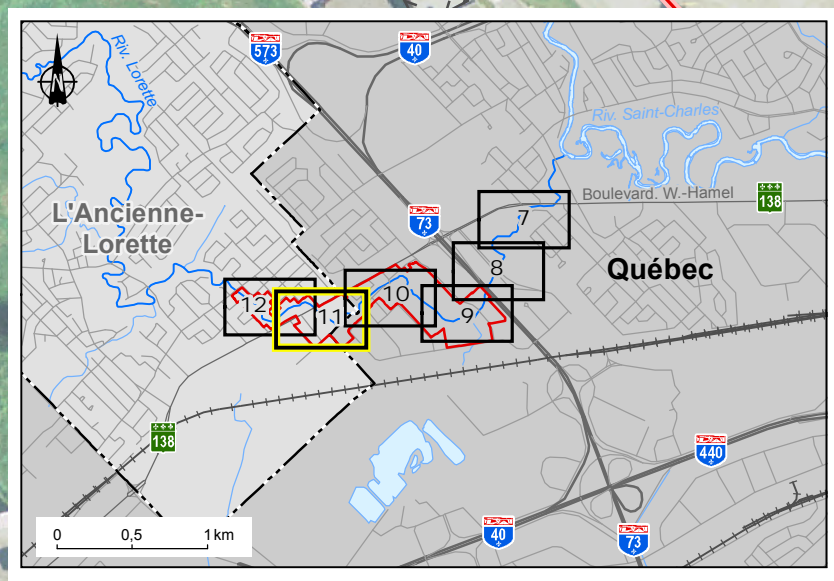 573
40
Riv. Lorette
Riv. Saint-Charles
Boulevard. W.-Hamel
138
7
L'Ancienne-
Lorette
73
8
Québec
10
12
11
9
138
440
40
73
0 0,5 1 km